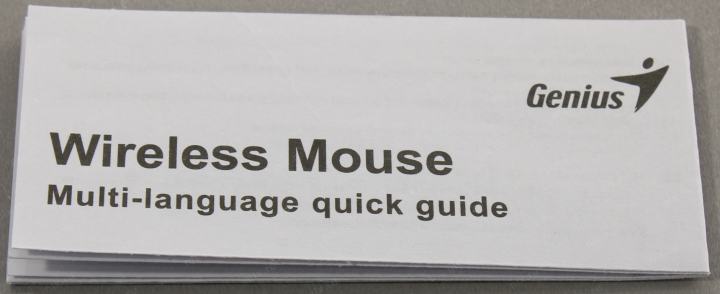 Genius
Wireless Mouse
Multi-language quick guide